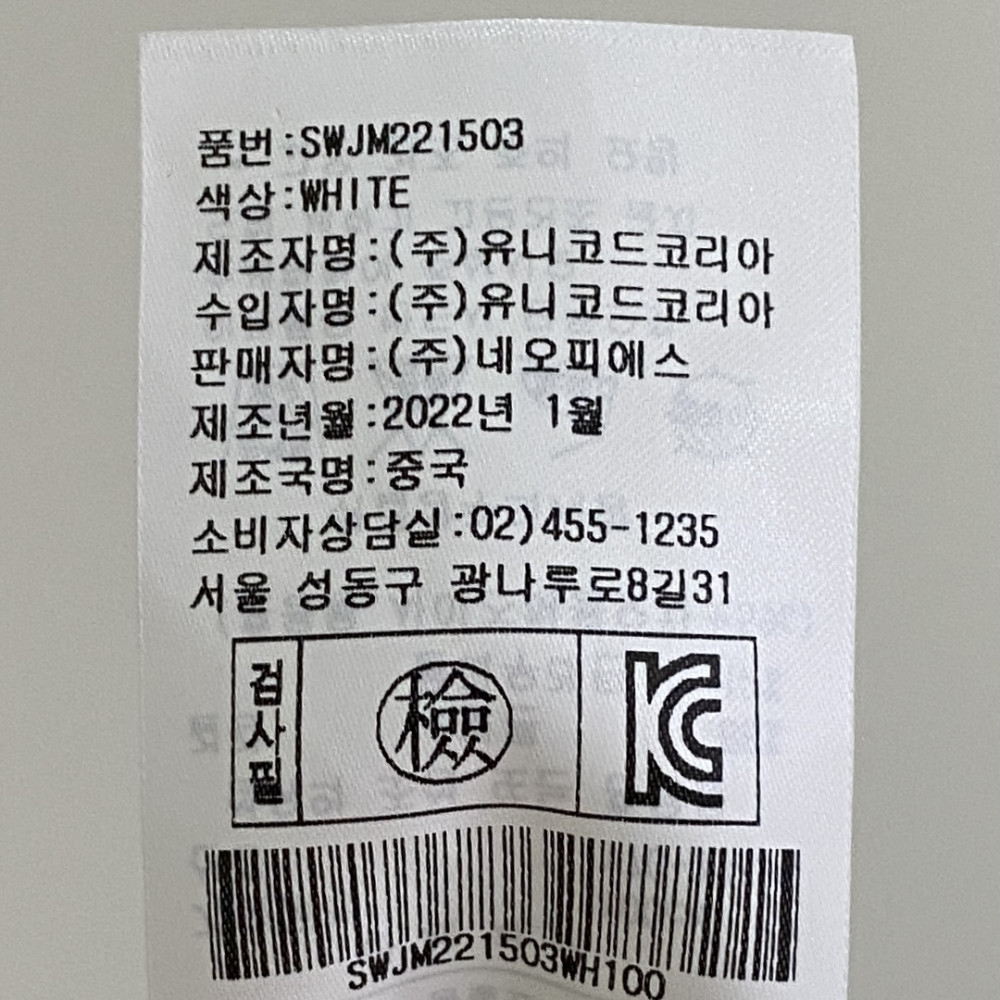 품번:SWJM221503
색상:WHITE
제조자명:(주)유니코드코리아
수입자명:(주)유니코드코리아
판매자명:(주)네오피에스
제조년월:2022년 1월
제조국명:중국
소비자상담실:02)455-1235
서울 성동구 광나루로8길31
검사필
檢
KC
SWJM221503WH100